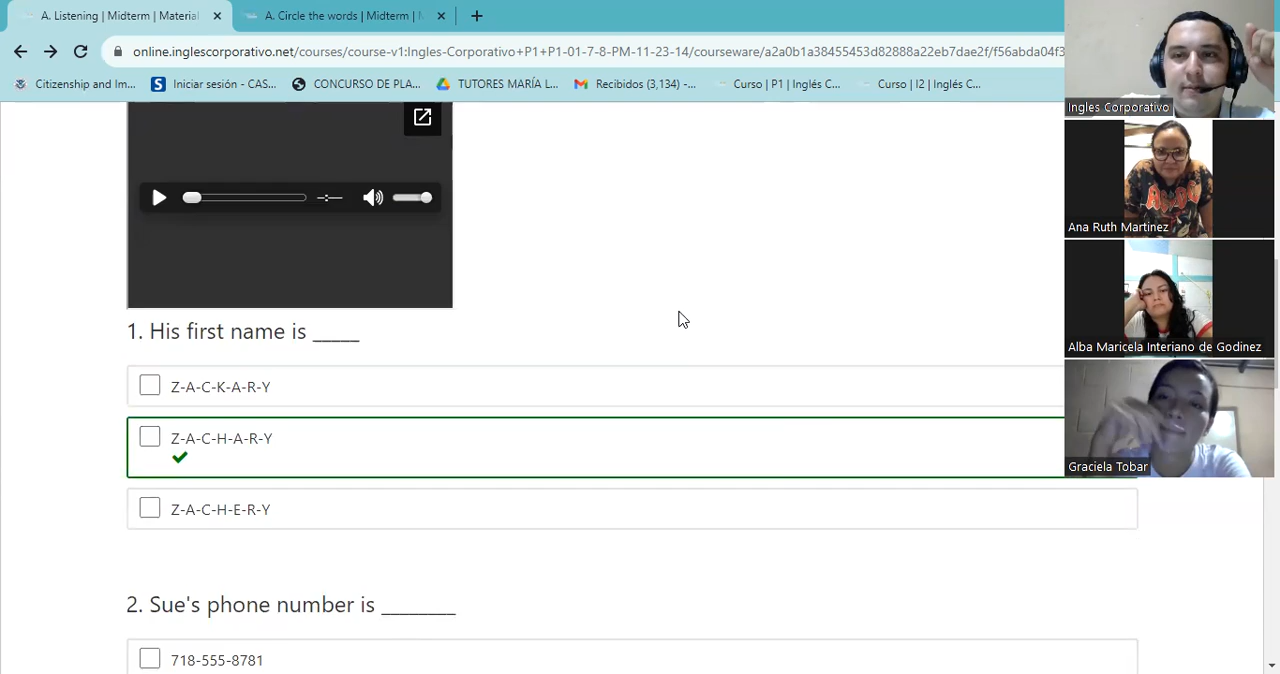 A. Listening | Midterm | Material
A. Circle the words | Midterm |
online.inglescorporativo.net/courses/course-v1:Ingles-Corporativo+P1+P1-01-7-8-PM-11-23-14/courseware/a2a0b1a38455453d82888a22eb7dae2f/f56abda04f3
Citizenship and Im...
Iniciar sesión - CAS...
CONCURSO DE PLA...
TUTORES MARÍA L...
Recibidos (3,134) -...
Curso | P1 | Inglés C...
Curso | I2 | Inglés C...
Ingles Corporativo
Ana Ruth Martinez
Alba Maricela Interiano de Godinez
Graciela Tobar
-:--
1. His first name is _____
Z-A-C-K-A-R-Y
Z-A-C-H-A-R-Y
Z-A-C-H-E-R-Y
2. Sue's phone number is ________
718-555-8781